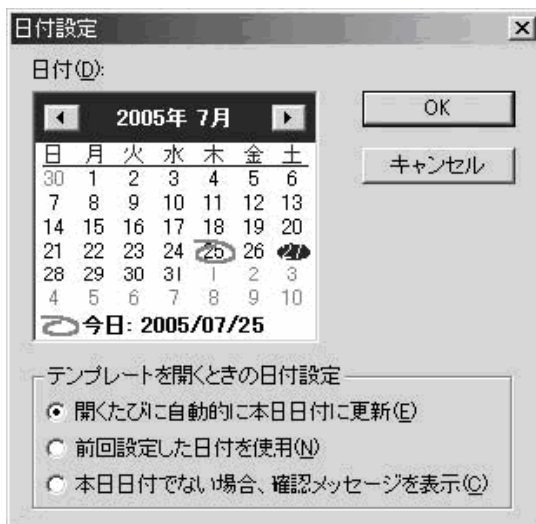 日付設定
日付(D):
2005年 7月
OK
キャンセル
日 月 火 水 木 金 土
30 1 2 3 4 5 6
7 8 9 10 11 12 13
14 15 16 17 18 19 20
21 22 23 24 25 26 27
28 29 30 31 1 2 3
4 5 6 7 8 9 10
今日: 2005/07/25
テンプレートを開くときの日付設定
開くたびに自動的に本日日付に更新(E)
前回設定した日付を使用(N)
本日日付でない場合、確認メッセージを表示(C)